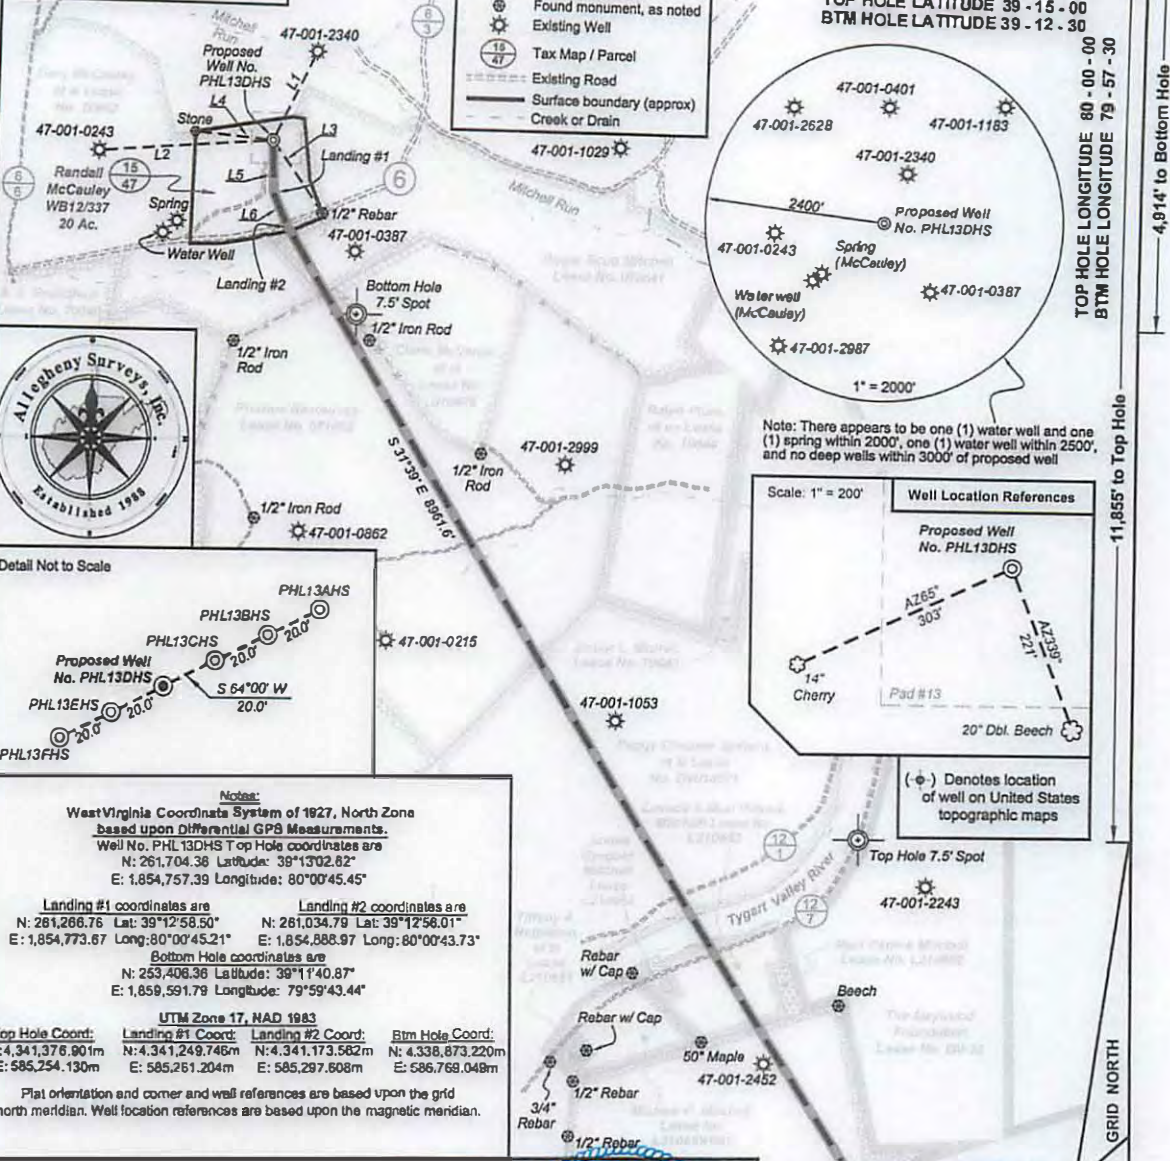 Found monument, as noted
Existing Well
15
47
Tax Map / Parcel
Existing Road
Surface boundary (approx)
Creek or Drain
TOP HOLE LATITUDE 39 - 15 - 00
BTM HOLE LATITUDE 39 - 12 - 30
TOP HOLE LONGITUDE 80 - 00 - 00
BTM HOLE LONGITUDE 79 - 57 - 30
4,914' to Bottom Hole
11,855' to Top Hole
Mitchell
Run
47-001-2340
6
3
Proposed
Well No.
PHL13DHS
L1
L4
Stone
47-001-0243
L2
L3
Landing #1
L5
6
6
Randall
McCauley
WB12/337
20 Ac.
15
47
6
Spring
L6
1/2" Rebar
47-001-0387
Water Well
Landing #2
47-001-1029
Mitchell Run
Bottom Hole
7.5' Spot
1/2" Iron Rod
1/2" Iron
Rod
Allegheny Surveys, Inc.
Established 1988
S 31°39' E 8961.6'
47-001-2999
1/2" Iron
Rod
1/2" Iron Rod
47-001-0862
47-001-0401
47-001-2628
47-001-1183
47-001-2340
2400'
Proposed Well
No. PHL13DHS
47-001-0243
Spring
(McCauley)
Water well
(McCauley)
47-001-0387
47-001-2987
1" = 2000'
Note: There appears to be one (1) water well and one
(1) spring within 2000', one (1) water well within 2500',
and no deep wells within 3000' of proposed well
Scale: 1" = 200'
Well Location References
Proposed Well
No. PHL13DHS
AZ65°
303'
AZ339°
221'
14"
Cherry
Pad #13
20" Dbl. Beech
Denotes location
of well on United States
topographic maps
Detail Not to Scale
PHL13AHS
PHL13BHS
20.0'
PHL13CHS
20.0'
Proposed Well
No. PHL13DHS
S 64°00' W
20.0'
PHL13EHS
20.0'
20.0'
PHL13FHS
47-001-0215
47-001-1053
12
1
Top Hole 7.5' Spot
Tygart Valley River
12
7
47-001-2243
Rebar
w/ Cap
Beech
Rebar w/ Cap
50" Maple
47-001-2452
1/2" Rebar
3/4"
Rebar
1/2" Rebar
GRID NORTH
Notes:
West Virginia Coordinate System of 1927, North Zone
based upon Differential GPS Measurements.
Well No. PHL13DHS Top Hole coordinates are
N: 261,704.36 Latitude: 39°13'02.62"
E: 1,854,757.39 Longitude: 80°00'45.45"
Landing #1 coordinates are
N: 261,266.76 Lat: 39°12'58.50"
E: 1,854,773.67 Long:80°00'45.21"
Landing #2 coordinates are
N: 261,034.79 Lat: 39°12'56.01"
E: 1,854,888.97 Long:80°00'43.73"
Bottom Hole coordinates are
N: 253,406.36 Latitude: 39°11'40.87"
E: 1,859,591.79 Longitude: 79°59'43.44"
UTM Zone 17, NAD 1983
Top Hole Coord:
N:4,341,376.901m
E: 585,254.130m
Landing #1 Coord:
N:4,341,249.746m
E: 585,261.204m
Landing #2 Coord:
N:4,341,173.562m
E: 585,297.608m
Btm Hole Coord:
N: 4,338,873.220m
E: 586,769.049m
Plat orientation and corner and well references are based upon the grid
north meridian. Well location references are based upon the magnetic meridian.